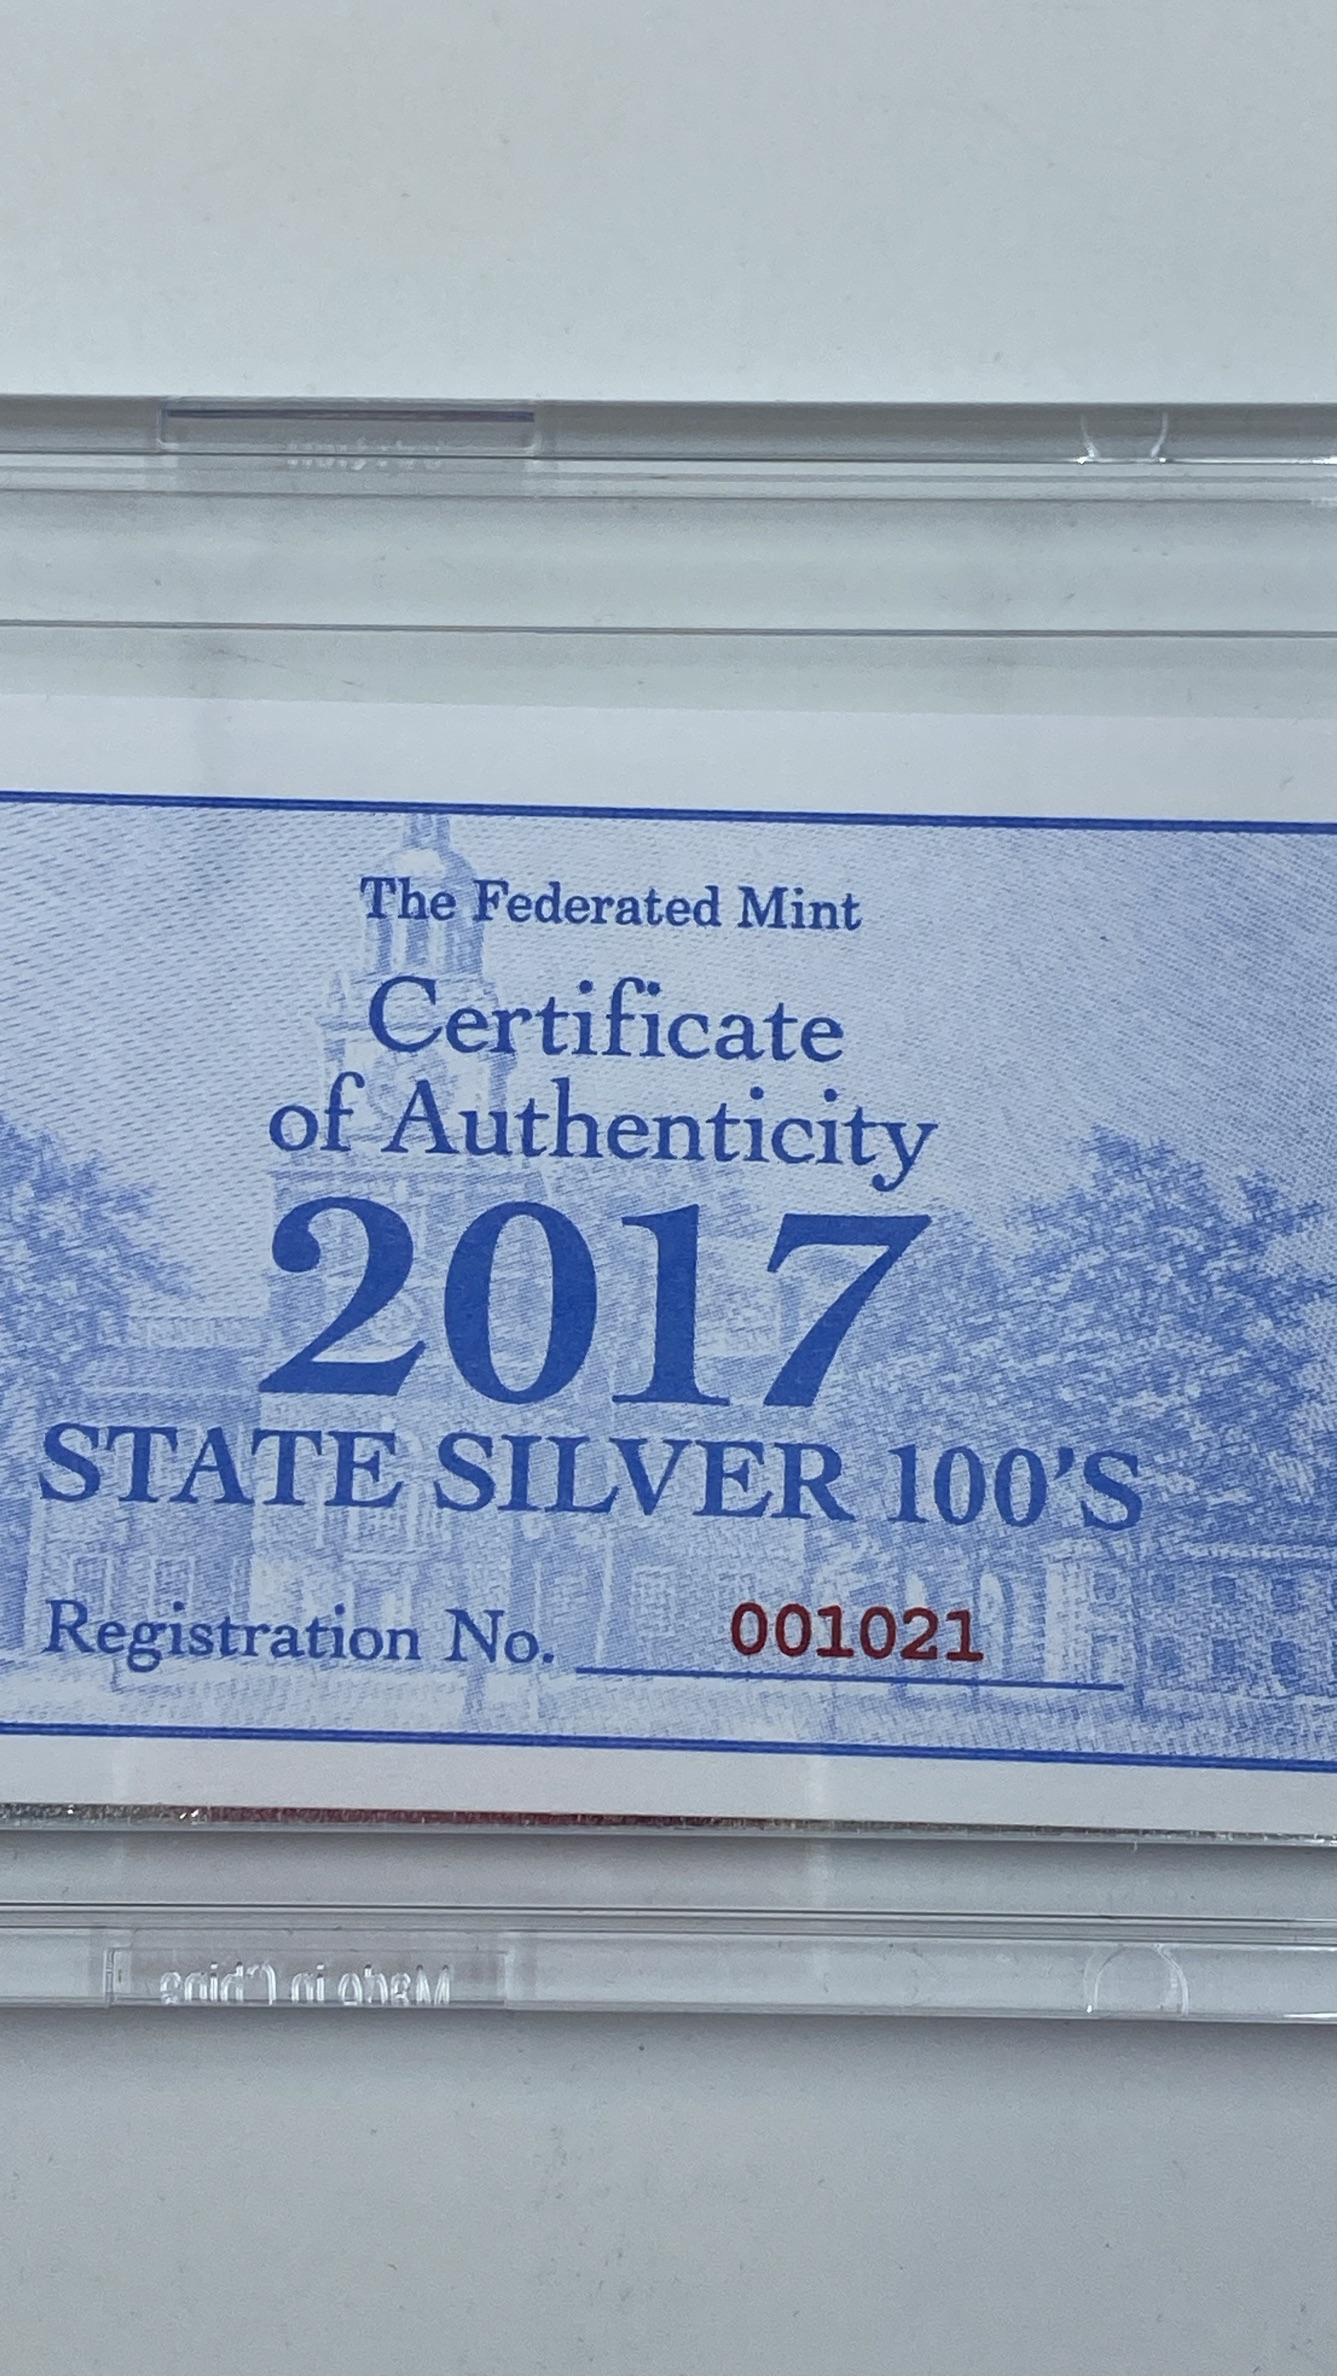 The Federated Mint
Certificate
of Authenticity
2017
STATE SILVER 100'S
Registration No. 001021
Made in China